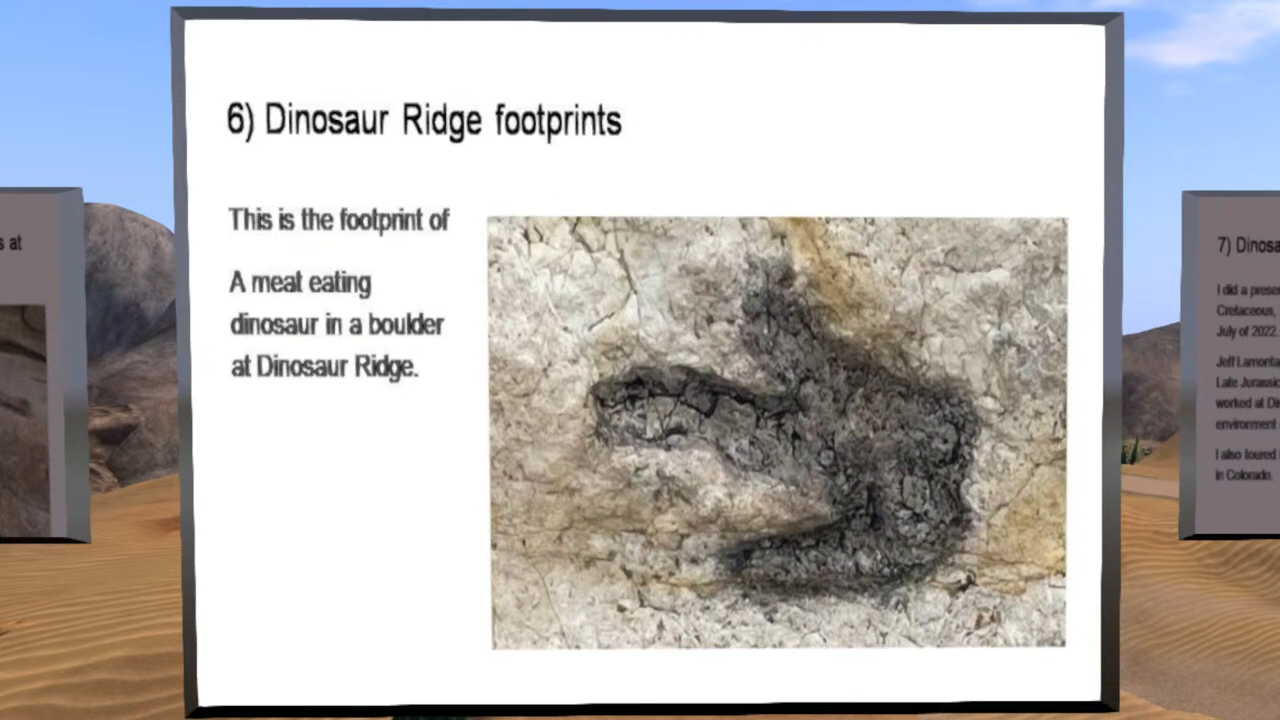 s at
6) Dinosaur Ridge footprints
This is the footprint of
A meat eating
dinosaur in a boulder
at Dinosaur Ridge.
7) Dinosa
I did a prese
Cretaceous,
July of 2022.
Jeff Lamonta
Late Jurassic
worked at Di
environment
I also toured
in Colorado.